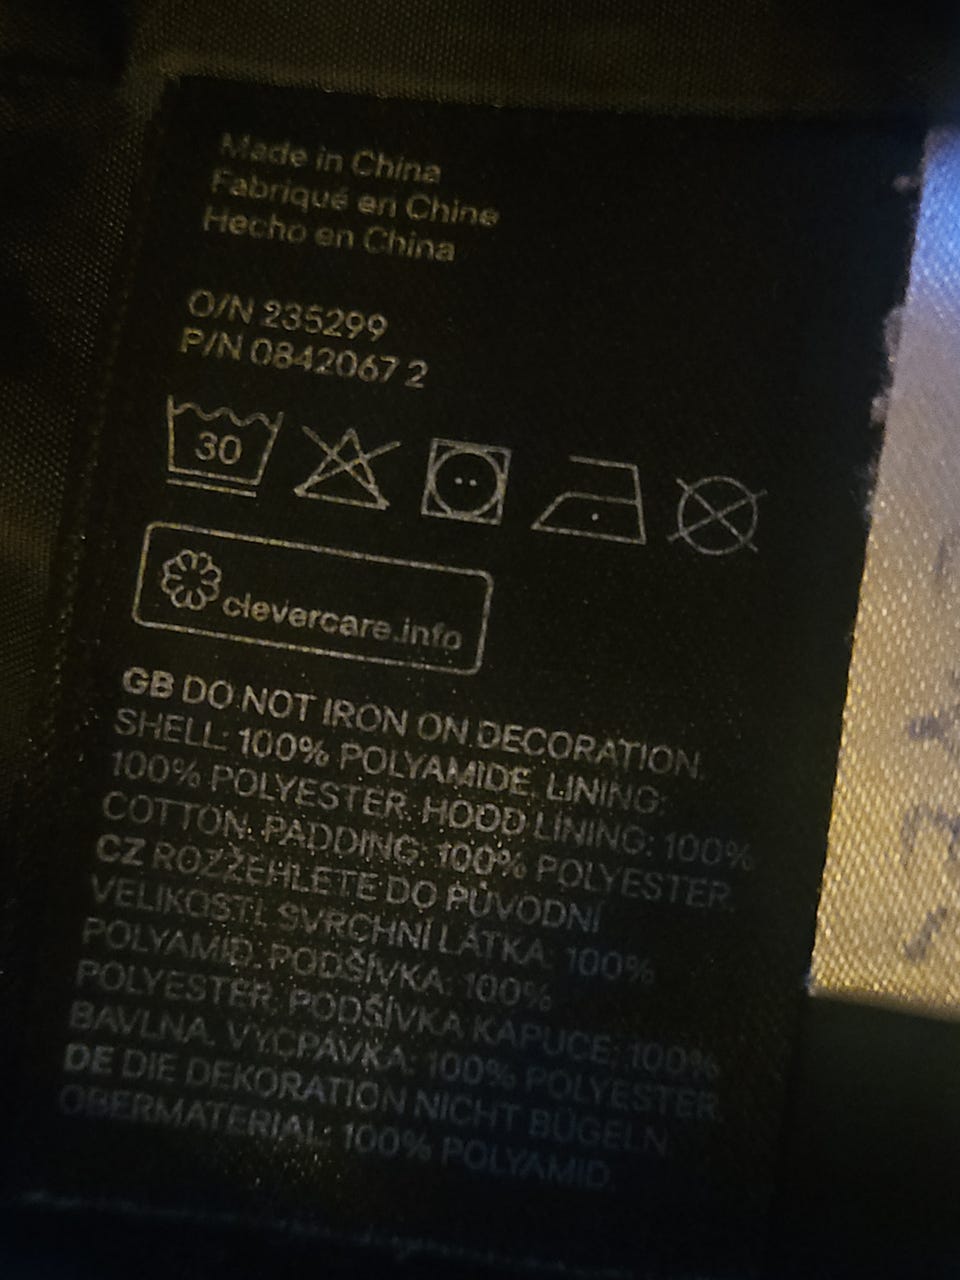 Made in China
Fabriqué en Chine
Hecho en China
O/N 235299
P/N 0842067 2
30
clevercare.info
GB DO NOT IRON ON DECORATION.
SHELL: 100% POLYAMIDE. LINING:
100% POLYESTER. HOOD LINING: 100%
COTTON. PADDING: 100% POLYESTER.
CZ ROZŽEHLETE DO PŮVODNÍ
VELIKOSTI. SVRCHNÍ LÁTKA: 100%
POLYAMID. PODŠÍVKA: 100%
POLYESTER. PODŠÍVKA KAPUCE: 100%
BAVLNA. VYCPÁVKA: 100% POLYESTER.
DE DIE DEKORATION NICHT BÜGELN.
OBERMATERIAL: 100% POLYAMID.